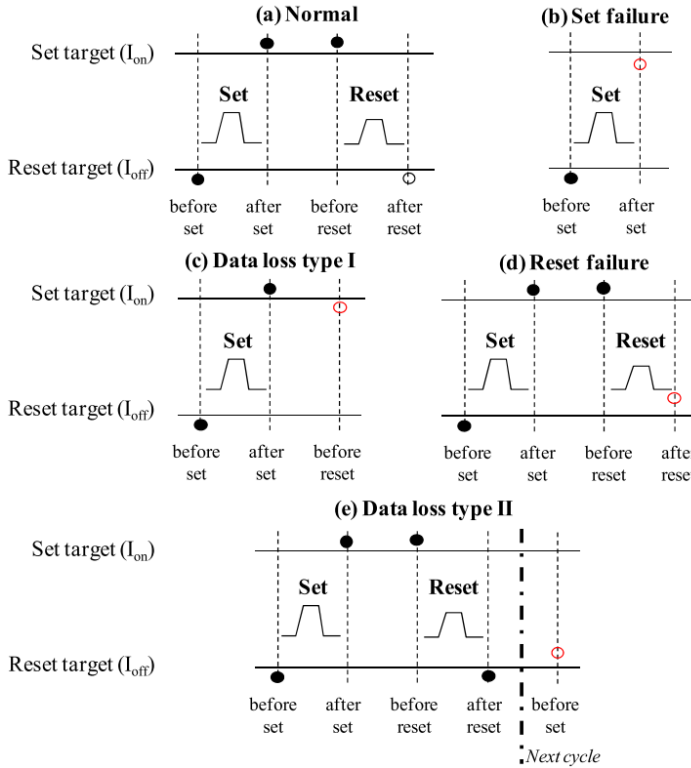 (a) Normal
(b) Set failure
Set target (Ion)
Set
Reset
Set
Reset target (Ioff)
before set
after set
before reset
after reset
before set
after set
(c) Data loss type I
(d) Reset failure
Set target (Ion)
Set
Set
Reset
Reset target (Ioff)
before set
after set
before reset
before set
after set
before reset
after reset
(e) Data loss type II
Set target (Ion)
Set
Reset
Reset target (Ioff)
before set
after set
before reset
after reset
before set
Next cycle